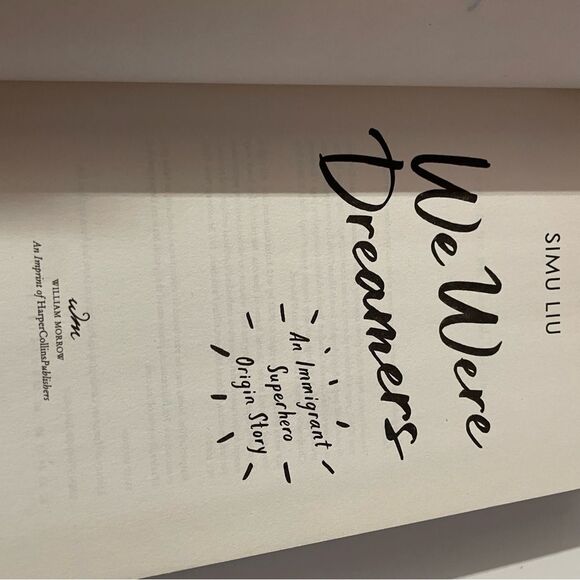 SIMU LIU
We Were
Dreamers
An Immigrant
Superhero
Origin Story
wm
WILLIAM MORROW
An Imprint of HarperCollinsPublishers